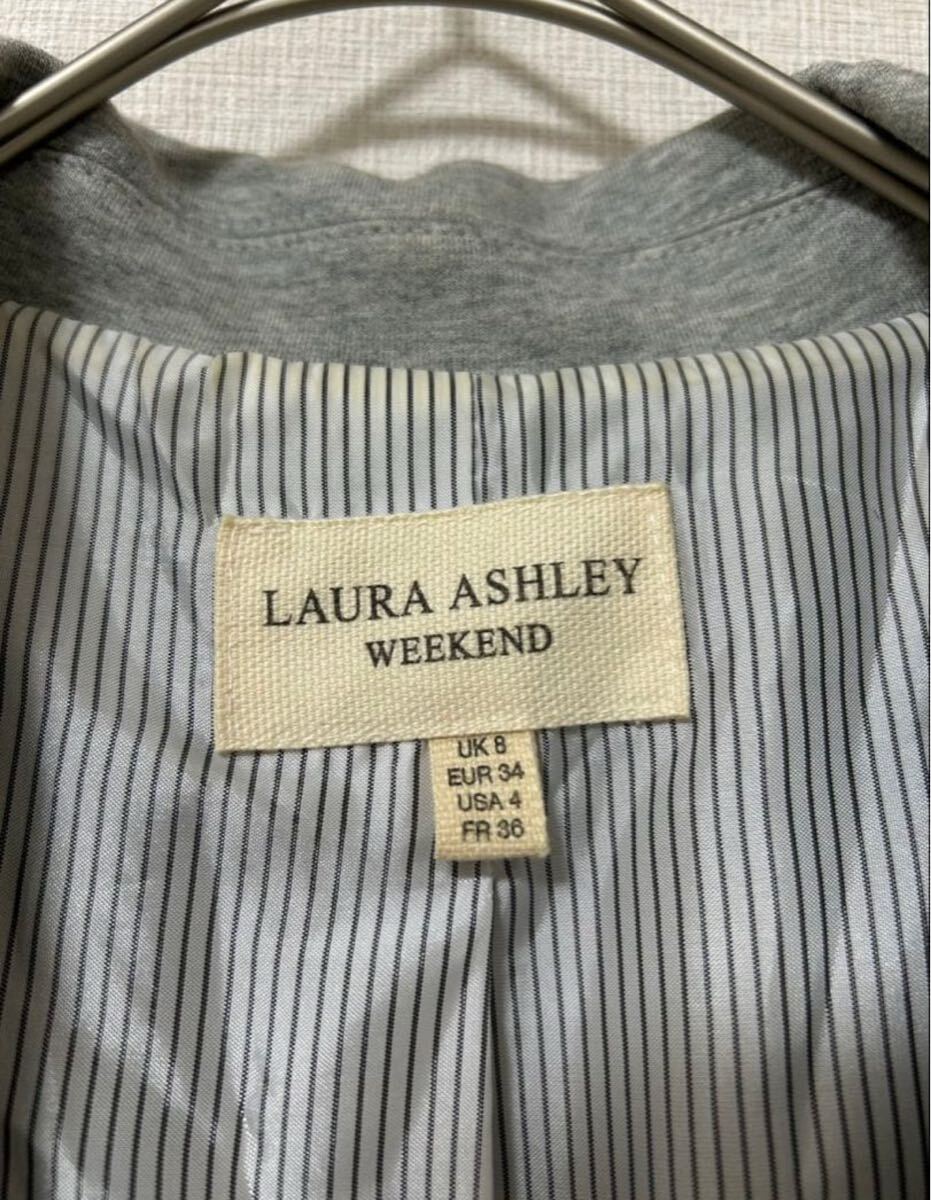 LAURA ASHLEY
WEEKEND
UK 8
EUR 34
USA 4
FR 36